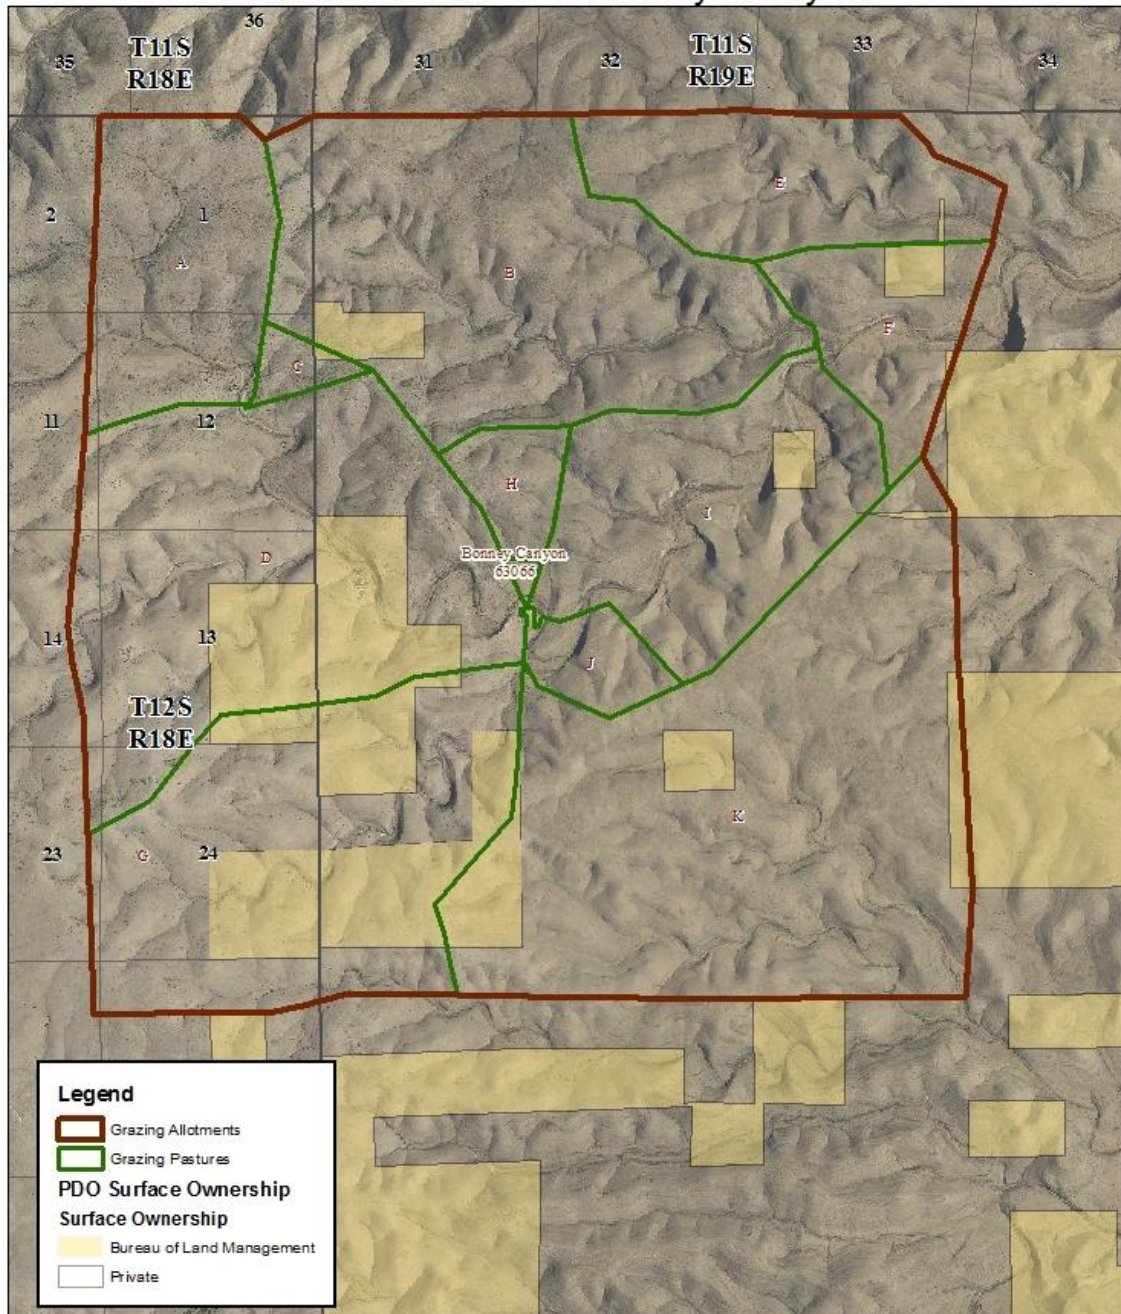 36
35
T11S
R18E
31
32
T11S
R19E
33
34
2
1
A
E
B
F
C
11
12
H
I
D
Bonney Canyon
63066
14
13
J
T12S
R18E
K
23
G
24
Legend
Grazing Allotments
Grazing Pastures
PDO Surface Ownership
Surface Ownership
Bureau of Land Management
Private